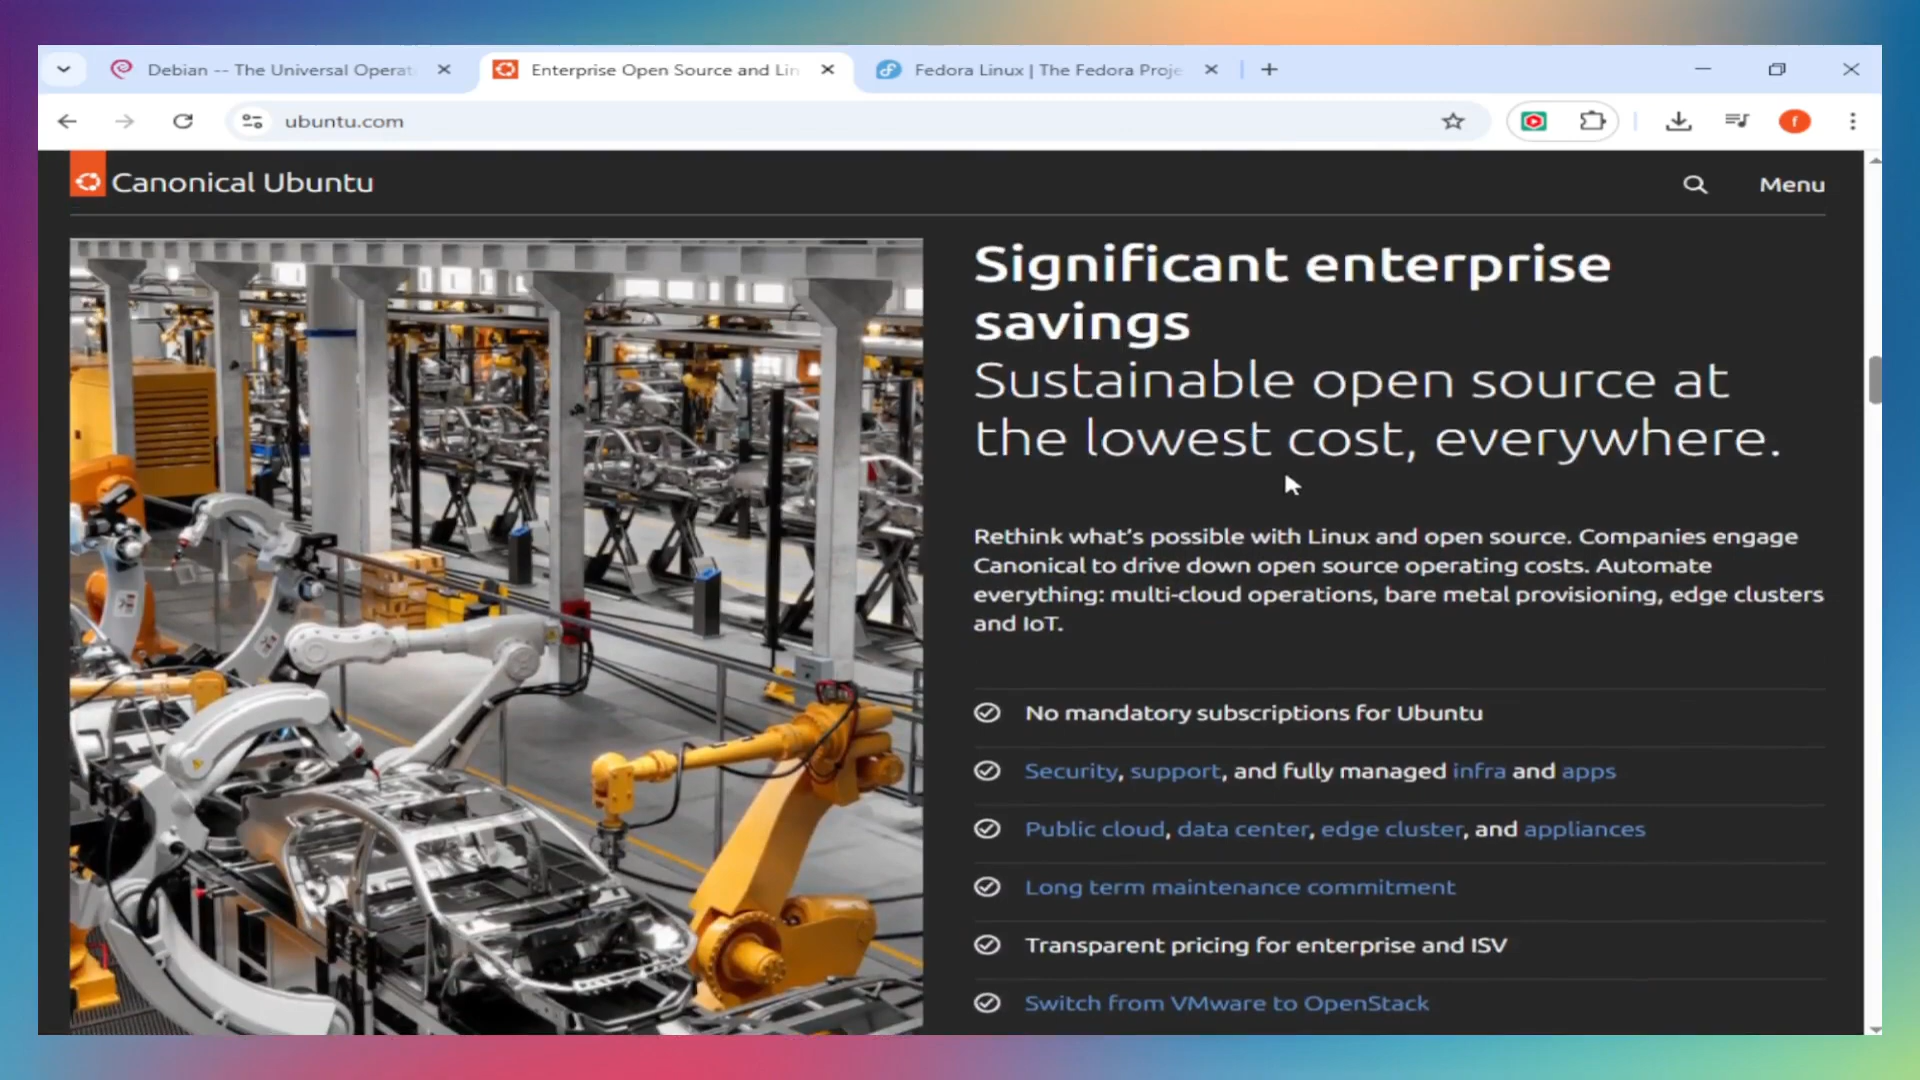 Debian -- The Universal Operat
Enterprise Open Source and Lin
Fedora Linux | The Fedora Proje
ubuntu.com
f
Canonical Ubuntu
Menu
Significant enterprise
savings
Sustainable open source at
the lowest cost, everywhere.
Rethink what's possible with Linux and open source. Companies engage
Canonical to drive down open source operating costs. Automate
everything: multi-cloud operations, bare metal provisioning, edge clusters
and IoT.
No mandatory subscriptions for Ubuntu
Security, support, and fully managed infra and apps
Public cloud, data center, edge cluster, and appliances
Long term maintenance commitment
Transparent pricing for enterprise and ISV
Switch from VMware to OpenStack